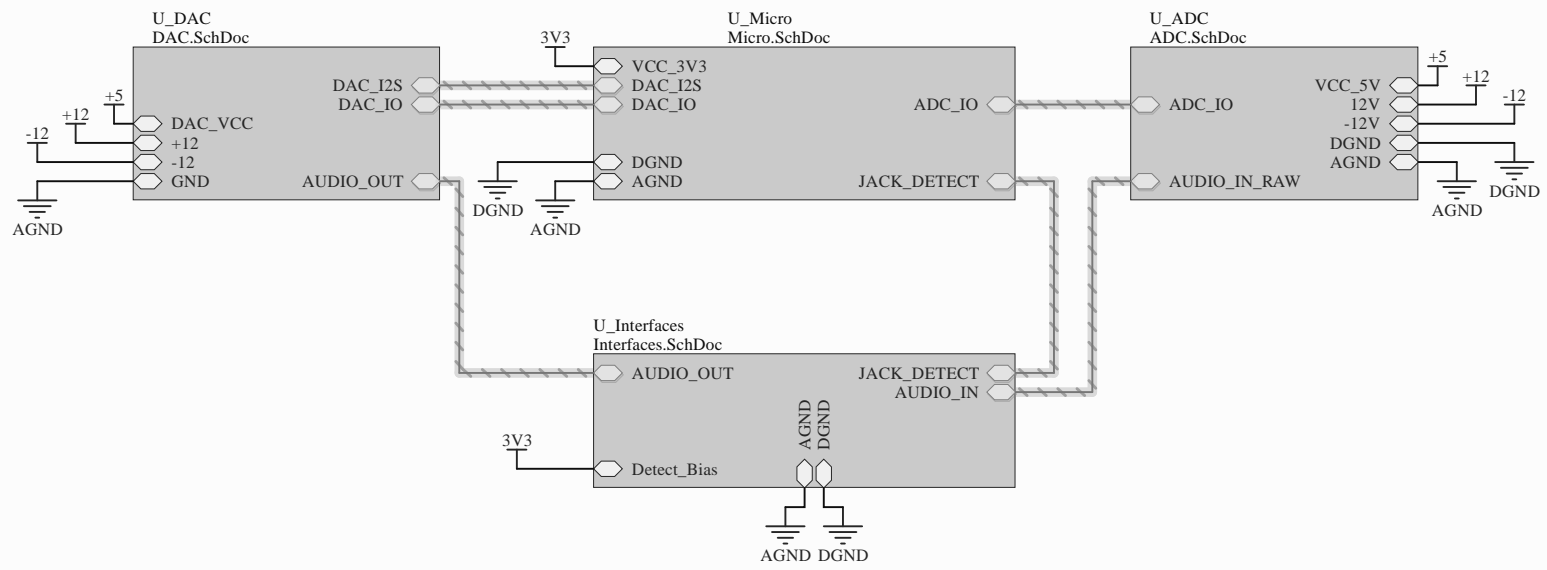 U_DAC
DAC.SchDoc
DAC_I2S
DAC_IO
+5
DAC_VCC
+12
+12
-12
-12
GND
AUDIO_OUT
AGND
U_Micro
Micro.SchDoc
3V3
VCC_3V3
DAC_I2S
DAC_IO
ADC_IO
DGND
AGND
JACK_DETECT
DGND
AGND
U_ADC
ADC.SchDoc
VCC_5V
+5
12V
+12
-12V
-12
ADC_IO
DGND
AGND
AUDIO_IN_RAW
DGND
AGND
U_Interfaces
Interfaces.SchDoc
AUDIO_OUT
JACK_DETECT
AUDIO_IN
AGND
DGND
3V3
Detect_Bias
AGND
DGND